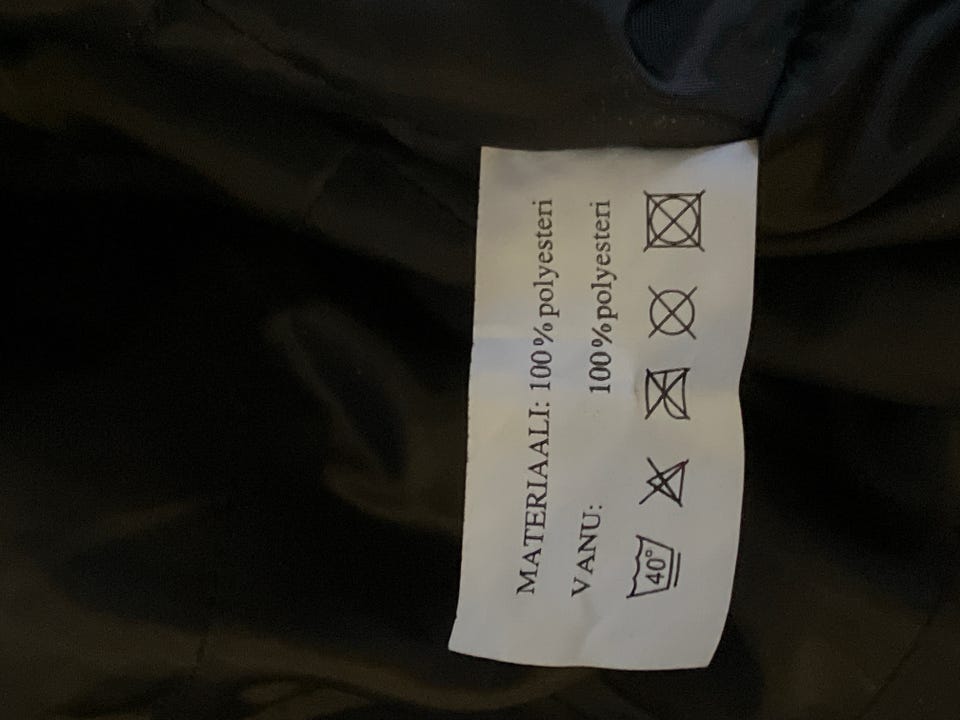 MATERIAALI: 100% polyesteri
VANU: 100% polyesteri
40°